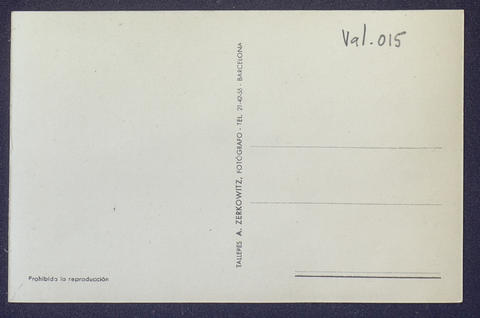 Val. 015
TALLERES A. ZERKOWITZ, FOTÓGRAFO - TEL. 21-42-55 - BARCELONA
Prohibida la reproducción